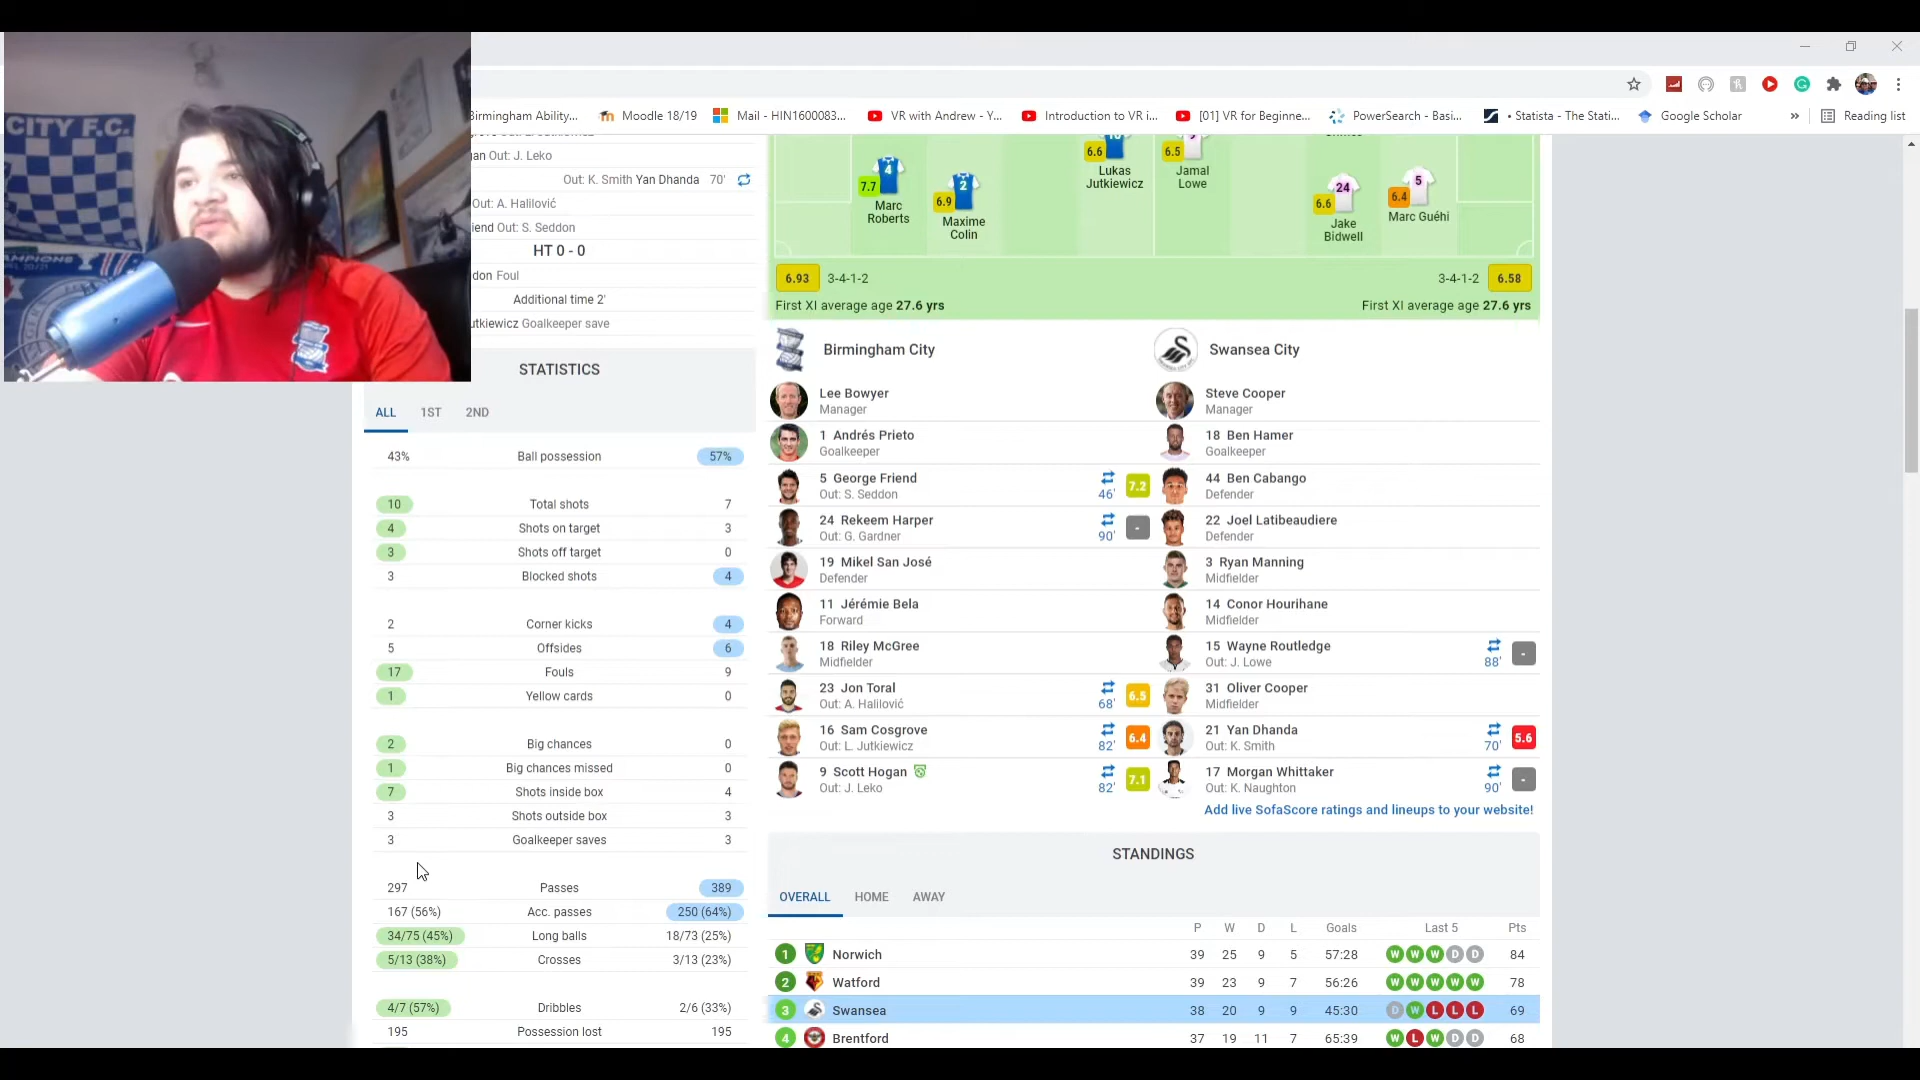 CITY F.C.
Birmingham Ability...
Moodle 18/19
Mail - HIN1600083...
VR with Andrew - Y...
Introduction to VR i...
[01] VR for Beginne...
PowerSearch - Basi...
• Statista - The Stati...
Google Scholar
»
Reading list
Out: J. Leko
Out: K. Smith Yan Dhanda 70'
Out: A. Halilović
iend Out: S. Seddon
HT 0 - 0
don Foul
Additional time 2'
utkiewicz Goalkeeper save
STATISTICS
ALL 1ST 2ND
43% Ball possession 57%
10 Total shots 7
4 Shots on target 3
3 Shots off target 0
3 Blocked shots 4
2 Corner kicks 4
5 Offsides 6
17 Fouls 9
1 Yellow cards 0
2 Big chances 0
1 Big chances missed 0
7 Shots inside box 4
3 Shots outside box 3
3 Goalkeeper saves 3
297 Passes 389
167 (56%) Acc. passes 250 (64%)
34/75 (45%) Long balls 18/73 (25%)
5/13 (38%) Crosses 3/13 (23%)
4/7 (57%) Dribbles 2/6 (33%)
195 Possession lost 195
4
7.7
Marc
Roberts
2
6.9
Maxime
Colin
6.6
Lukas
Jutkiewicz
6.5
Jamal
Lowe
24
6.6
Jake
Bidwell
5
6.4
Marc Guéhi
6.93 3-4-1-2
3-4-1-2 6.58
First XI average age 27.6 yrs
First XI average age 27.6 yrs
Birmingham City
Lee Bowyer
Manager
1 Andrés Prieto
Goalkeeper
5 George Friend
Out: S. Seddon
46' 7.2
24 Rekeem Harper
Out: G. Gardner
90' -
19 Mikel San José
Defender
11 Jérémie Bela
Forward
18 Riley McGree
Midfielder
23 Jon Toral
Out: A. Halilović
68' 6.5
16 Sam Cosgrove
Out: L. Jutkiewicz
82' 6.4
9 Scott Hogan
Out: J. Leko
82' 7.1
Swansea City
Steve Cooper
Manager
18 Ben Hamer
Goalkeeper
44 Ben Cabango
Defender
22 Joel Latibeaudiere
Defender
3 Ryan Manning
Midfielder
14 Conor Hourihane
Midfielder
15 Wayne Routledge
Out: J. Lowe
88' -
31 Oliver Cooper
Midfielder
21 Yan Dhanda
Out: K. Smith
70' 5.6
17 Morgan Whittaker
Out: K. Naughton
90' -
Add live SofaScore ratings and lineups to your website!
STANDINGS
OVERALL HOME AWAY
P W D L Goals Last 5 Pts
1 Norwich 39 25 9 5 57:28 W W W D D 84
2 Watford 39 23 9 7 56:26 W W W W W 78
3 Swansea 38 20 9 9 45:30 D W L L L 69
4 Brentford 37 19 11 7 65:39 W L W D D 68